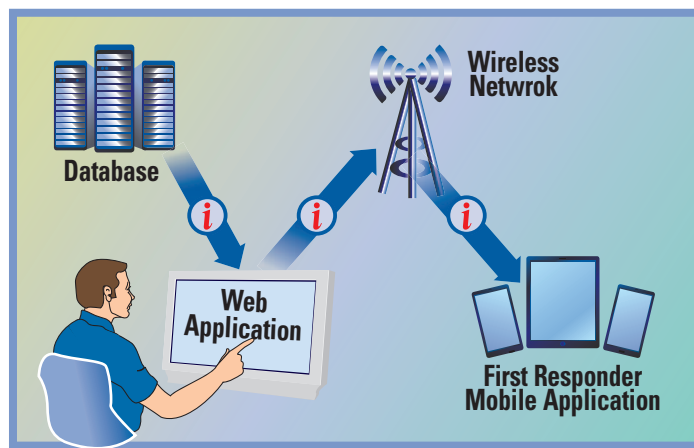 Database
Wireless
Netwrok
i
i
i
Web
Application
First Responder
Mobile Application